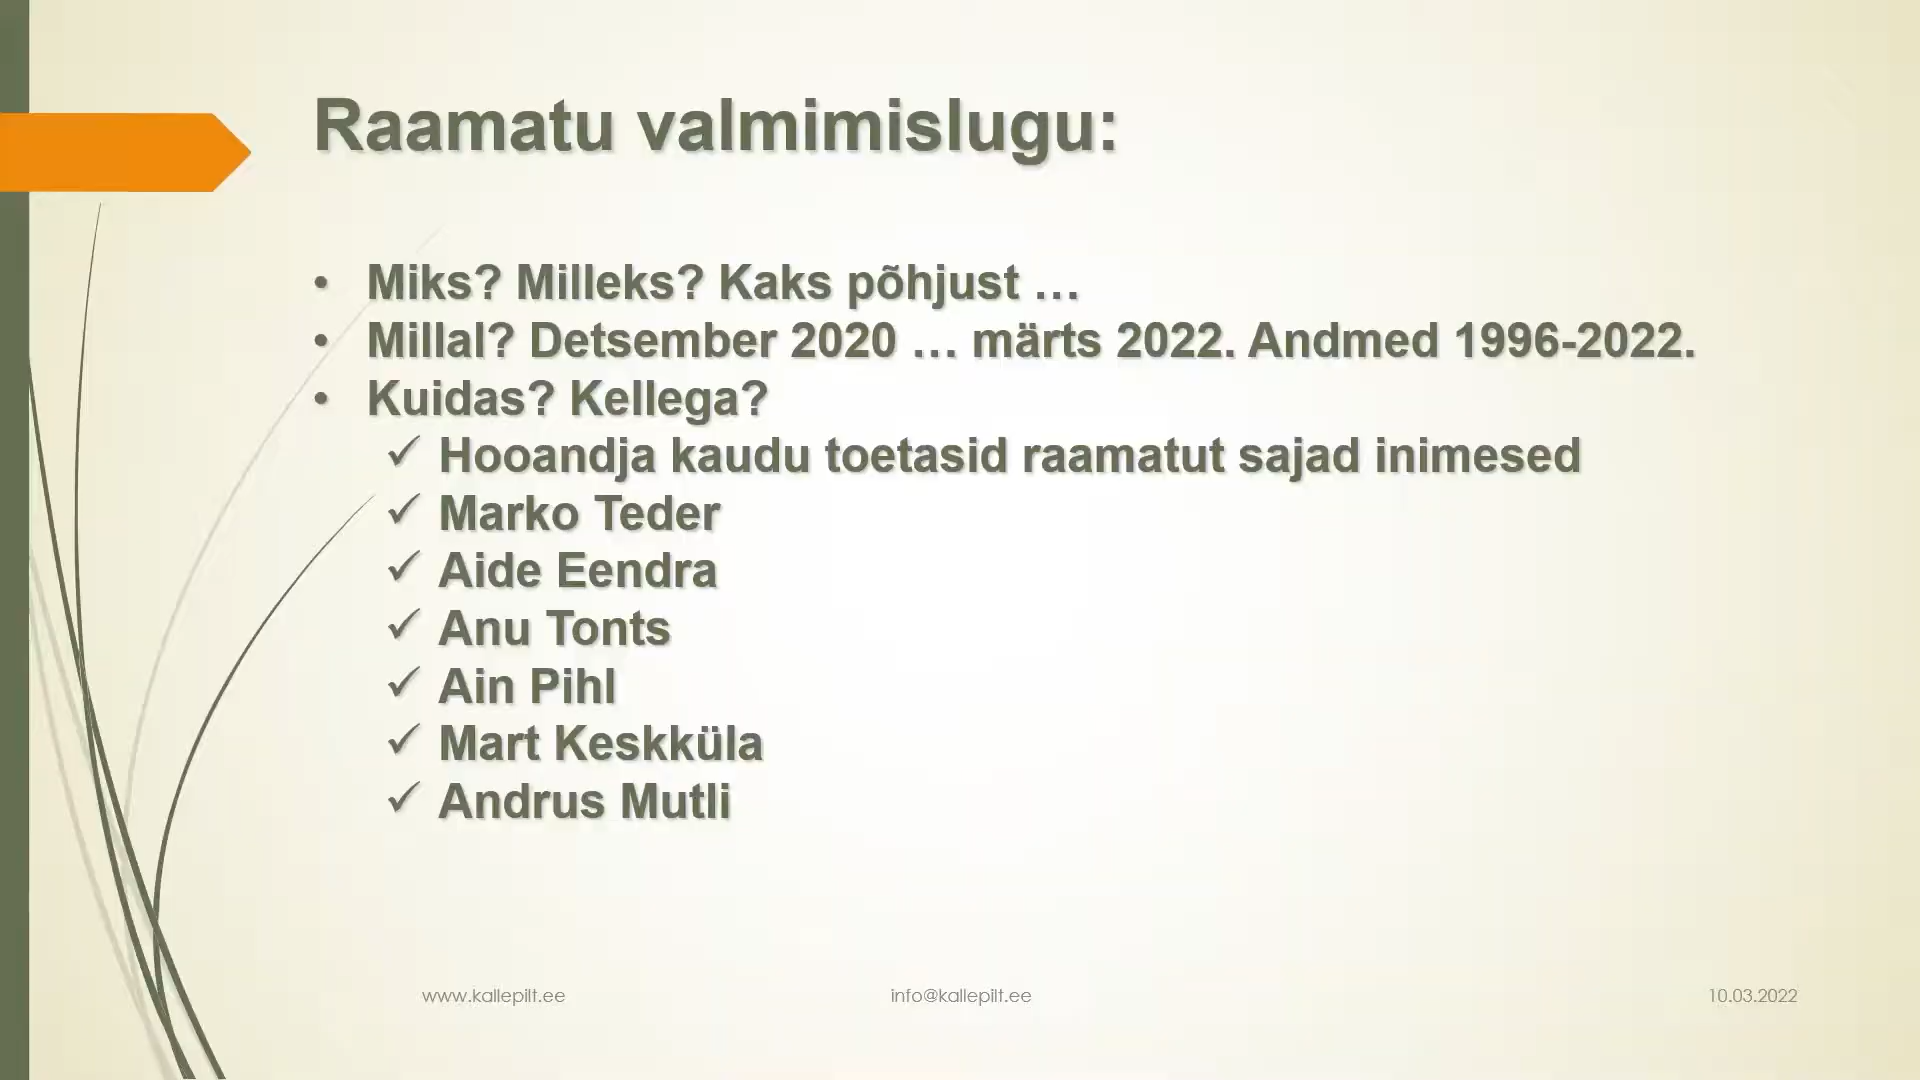 Raamatu valmimislugu:
• Miks? Milleks? Kaks põhjust …
• Millal? Detsember 2020 … märts 2022. Andmed 1996-2022.
• Kuidas? Kellega?
✓ Hooandja kaudu toetasid raamatut sajad inimesed
✓ Marko Teder
✓ Aide Eendra
✓ Anu Tonts
✓ Ain Pihl
✓ Mart Keskküla
✓ Andrus Mutli
www.kallepilt.ee info@kallepilt.ee 10.03.2022